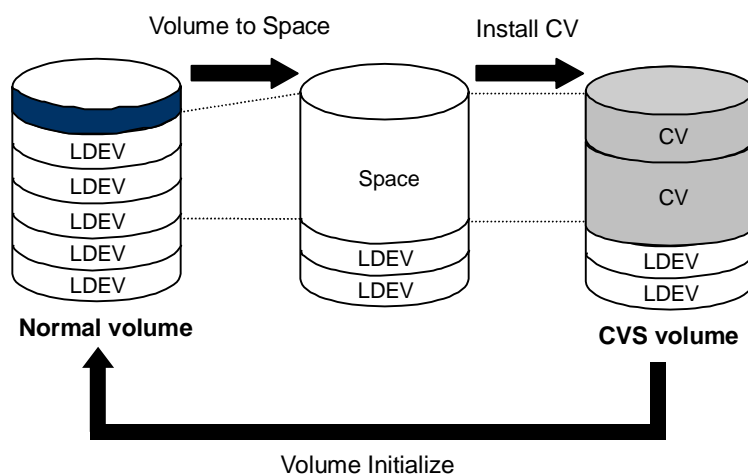 Volume to Space
Install CV
LDEV
LDEV
LDEV
LDEV
LDEV
Normal volume
Space
LDEV
LDEV
CV
CV
LDEV
LDEV
CVS volume
Volume Initialize